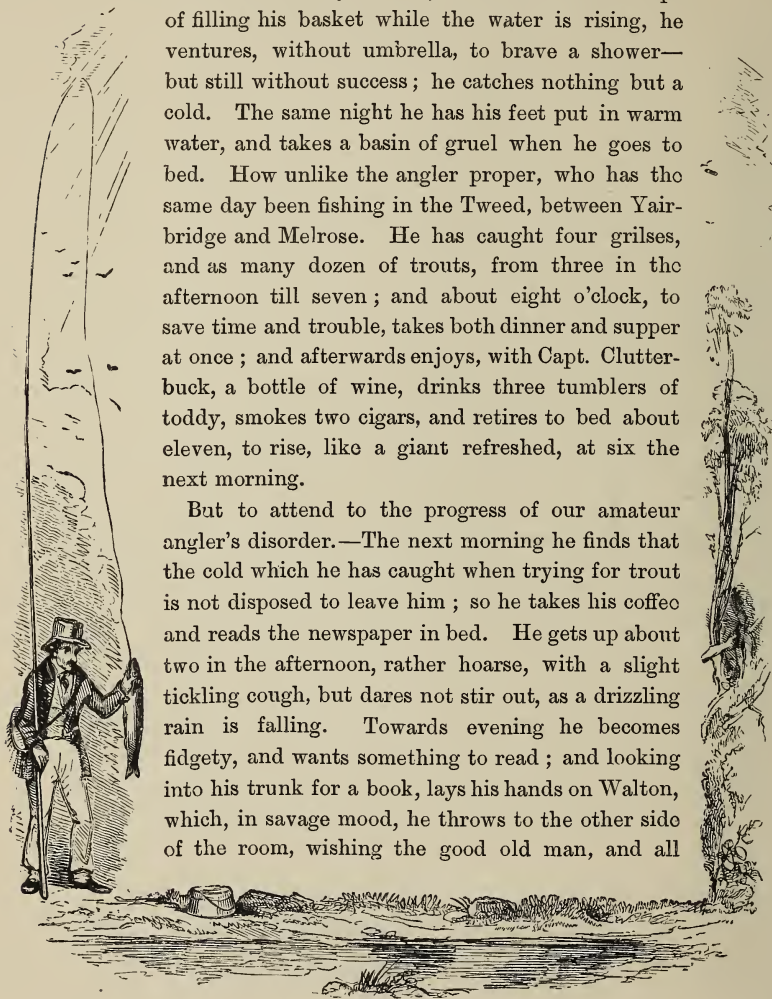 of filling his basket while the water is rising, he
ventures, without umbrella, to brave a shower—
but still without success; he catches nothing but a
cold. The same night he has his feet put in warm
water, and takes a basin of gruel when he goes to
bed. How unlike the angler proper, who has the
same day been fishing in the Tweed, between Yair-
bridge and Melrose. He has caught four grilses,
and as many dozen of trouts, from three in the
afternoon till seven; and about eight o'clock, to
save time and trouble, takes both dinner and supper
at once; and afterwards enjoys, with Capt. Clutter-
buck, a bottle of wine, drinks three tumblers of
toddy, smokes two cigars, and retires to bed about
eleven, to rise, like a giant refreshed, at six the
next morning.
But to attend to the progress of our amateur
angler's disorder.—The next morning he finds that
the cold which he has caught when trying for trout
is not disposed to leave him; so he takes his coffee
and reads the newspaper in bed. He gets up about
two in the afternoon, rather hoarse, with a slight
tickling cough, but dares not stir out, as a drizzling
rain is falling. Towards evening he becomes
fidgety, and wants something to read; and looking
into his trunk for a book, lays his hands on Walton,
which, in savage mood, he throws to the other side
of the room, wishing the good old man, and all